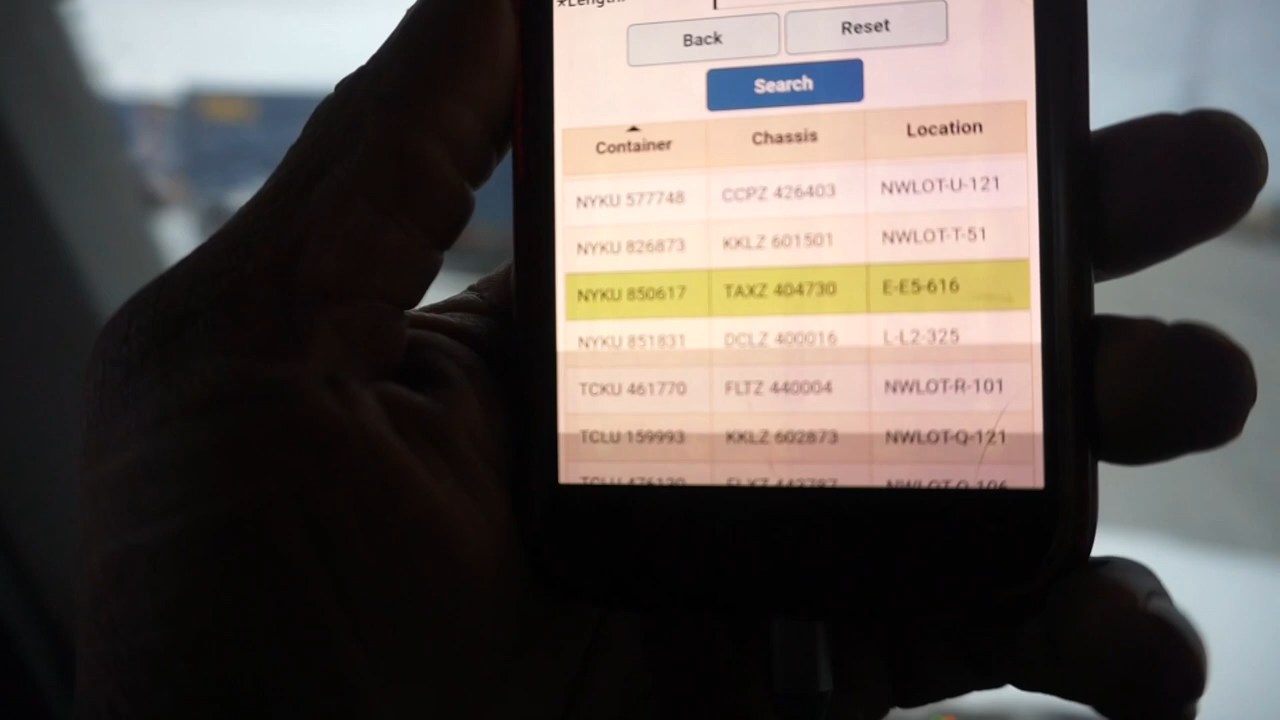 *Length:
Back Reset
Search
Container Chassis Location
NYKU 577748 CCPZ 426403 NWLOT-U-121
NYKU 826873 KKLZ 601501 NWLOT-T-51
NYKU 850617 TAXZ 404730 E-E5-616
NYKU 851831 DCLZ 400016 L-L2-325
TCKU 461770 FLTZ 440004 NWLOT-R-101
TCLU 159993 KKLZ 602873 NWLOT-Q-121